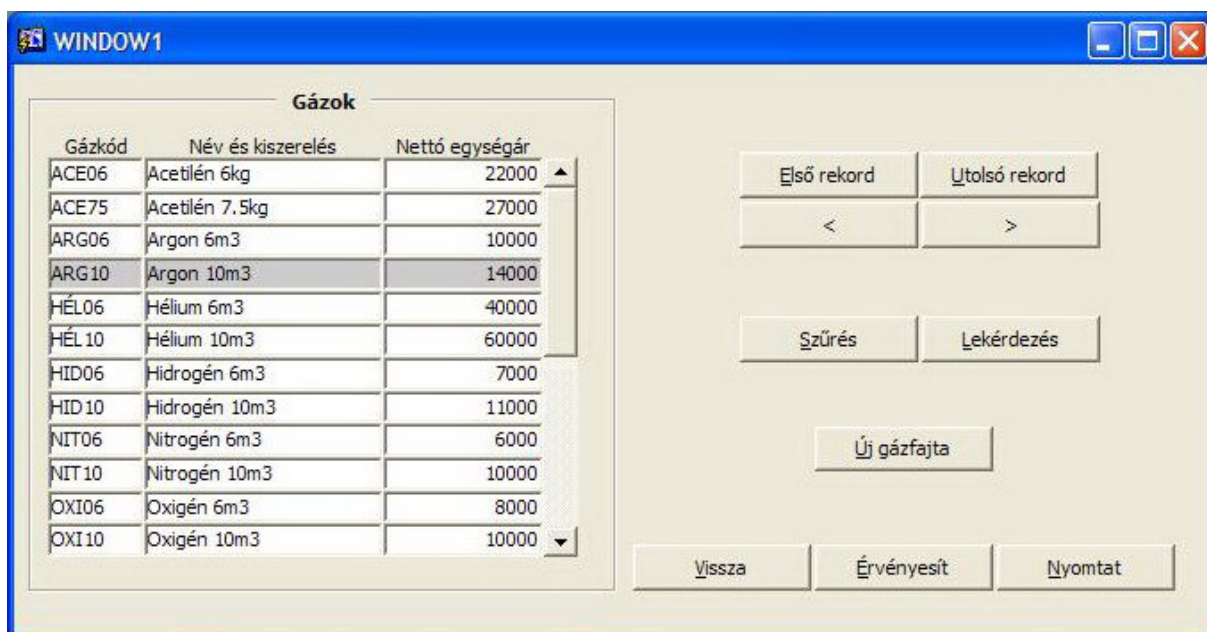 WINDOW1
Gázok
Gázkód Név és kiszerelés Nettó egységár
ACE06 Acetilén 6kg 22000
ACE75 Acetilén 7.5kg 27000
ARG06 Argon 6m3 10000
ARG10 Argon 10m3 14000
HÉL06 Hélium 6m3 40000
HÉL10 Hélium 10m3 60000
HID06 Hidrogén 6m3 7000
HID10 Hidrogén 10m3 11000
NIT06 Nitrogén 6m3 6000
NIT10 Nitrogén 10m3 10000
OXI06 Oxigén 6m3 8000
OXI10 Oxigén 10m3 10000
Első rekord Utolsó rekord
< >
Szűrés Lekérdezés
Új gázfajta
Vissza Érvényesít Nyomtat